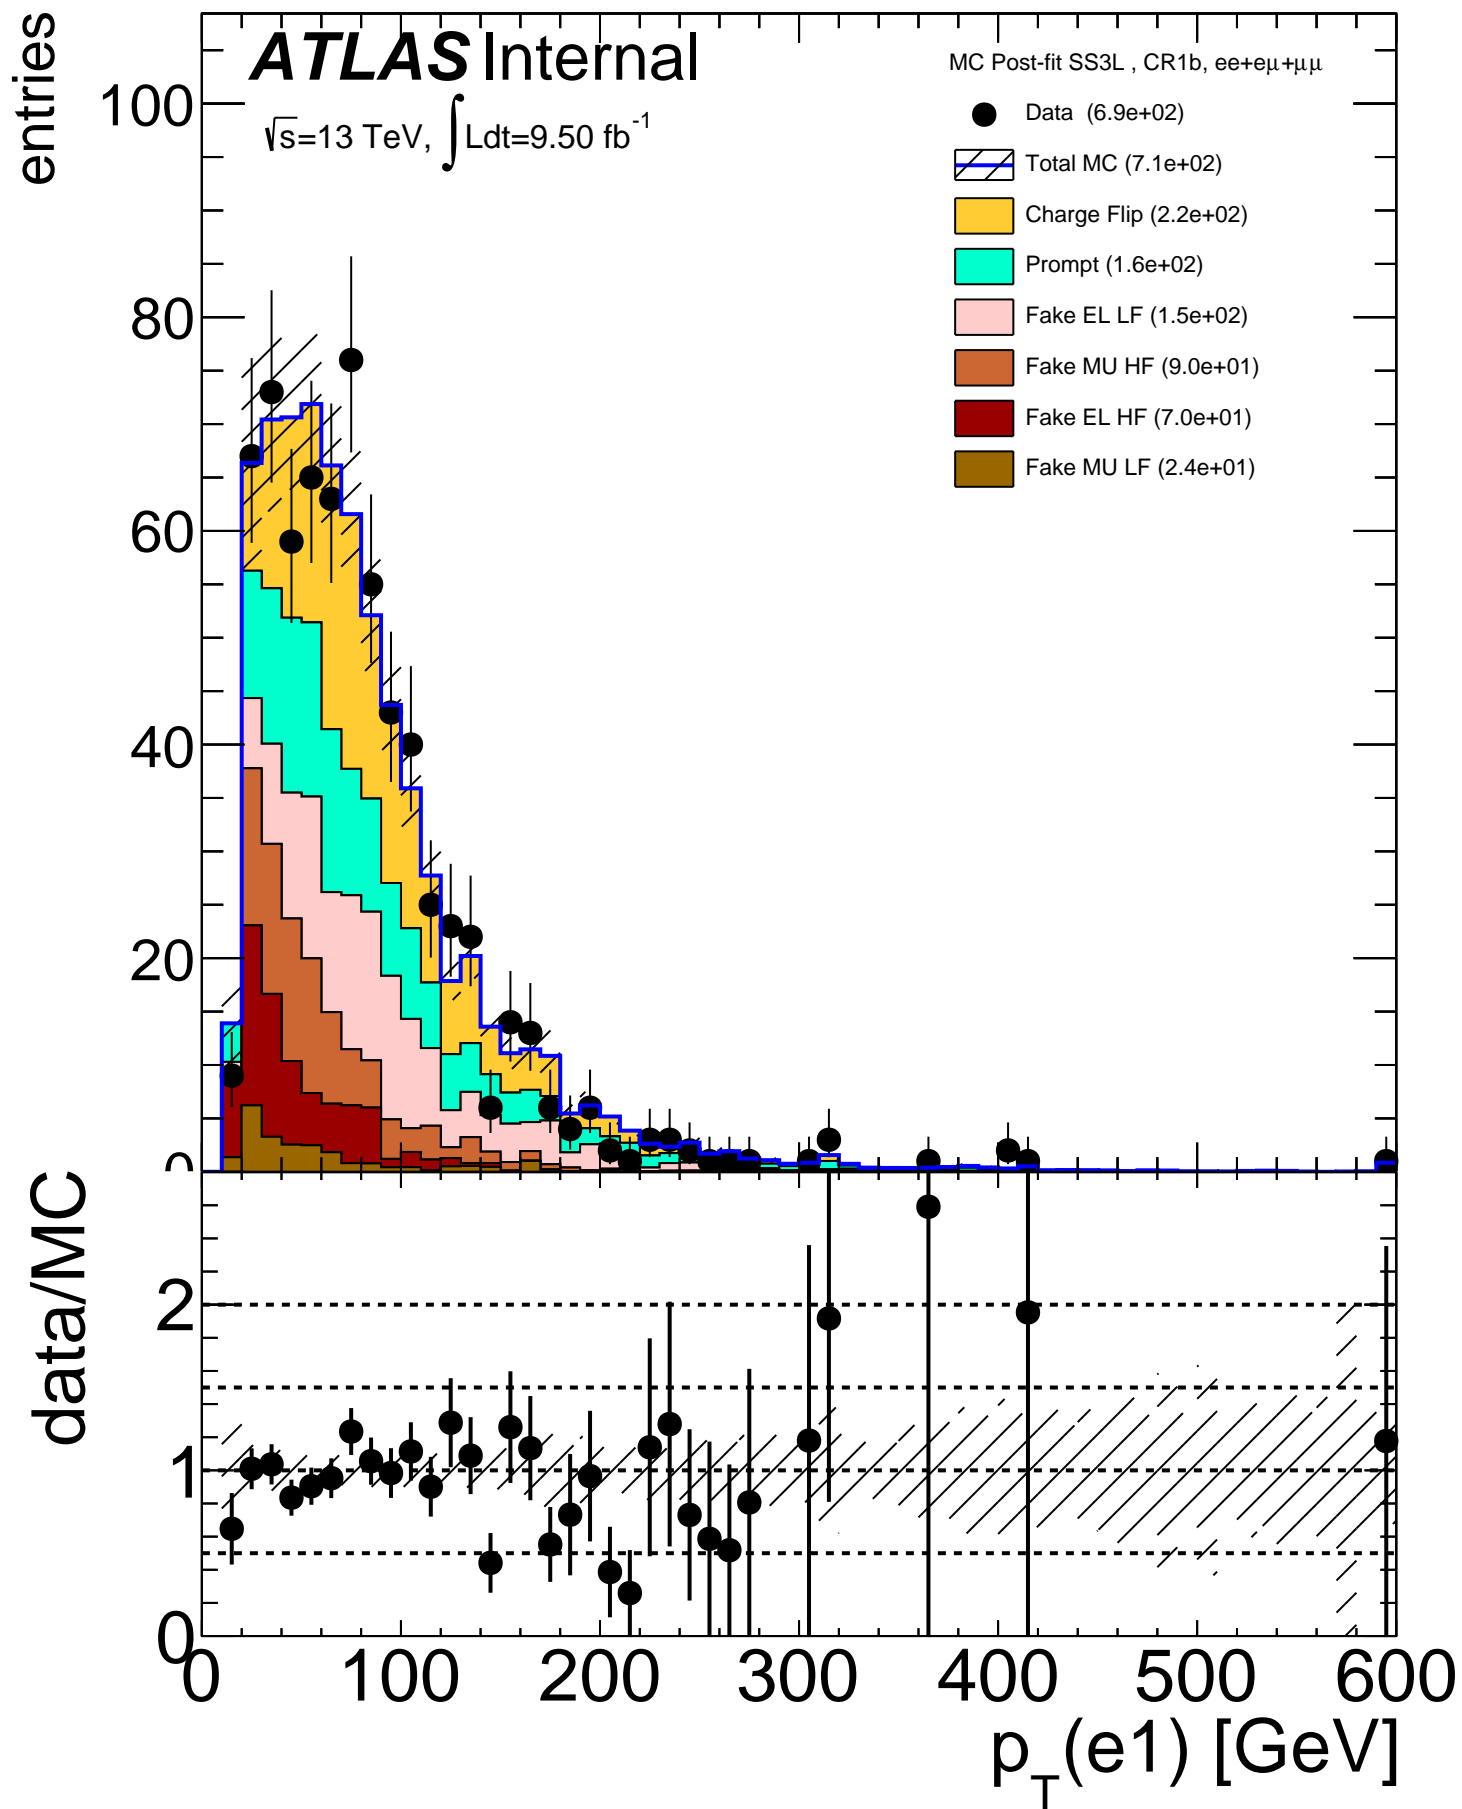 entries
ATLAS Internal
√s=13 TeV, ∫Ldt=9.50 fb⁻¹
MC Post-fit SS3L , CR1b, ee+eμ+μμ
Data (6.9e+02)
Total MC (7.1e+02)
Charge Flip (2.2e+02)
Prompt (1.6e+02)
Fake EL LF (1.5e+02)
Fake MU HF (9.0e+01)
Fake EL HF (7.0e+01)
Fake MU LF (2.4e+01)
100
80
60
40
20
0
data/MC
2
1
0
0 100 200 300 400 500 600
p_T(e1) [GeV]